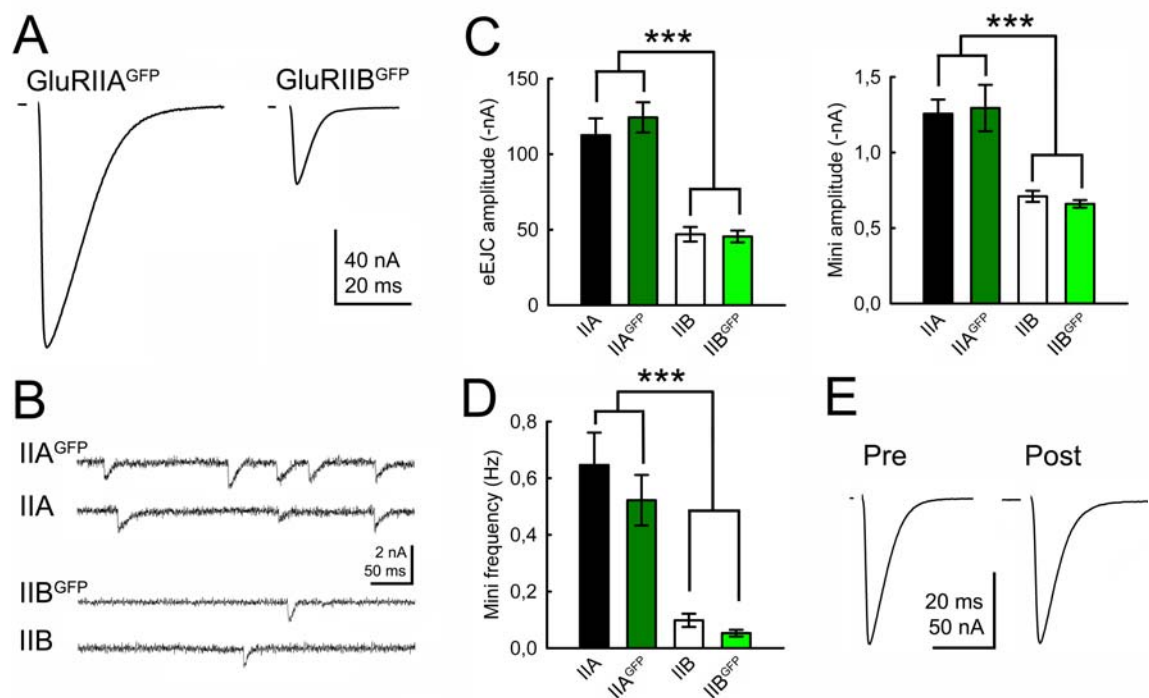 A
GluRIIA^GFP
GluRIIB^GFP
40 nA
20 ms
B
IIA^GFP
IIA
2 nA
50 ms
IIB^GFP
IIB
C
***
eEJC amplitude (-nA)
150
100
50
0
IIA
IIA^GFP
IIB
IIB^GFP
***
Mini amplitude (-nA)
1,5
1,0
0,5
0,0
IIA
IIA^GFP
IIB
IIB^GFP
D
***
Mini frequency (Hz)
0,8
0,6
0,4
0,2
0,0
IIA
IIA^GFP
IIB
IIB^GFP
E
Pre
Post
20 ms
50 nA